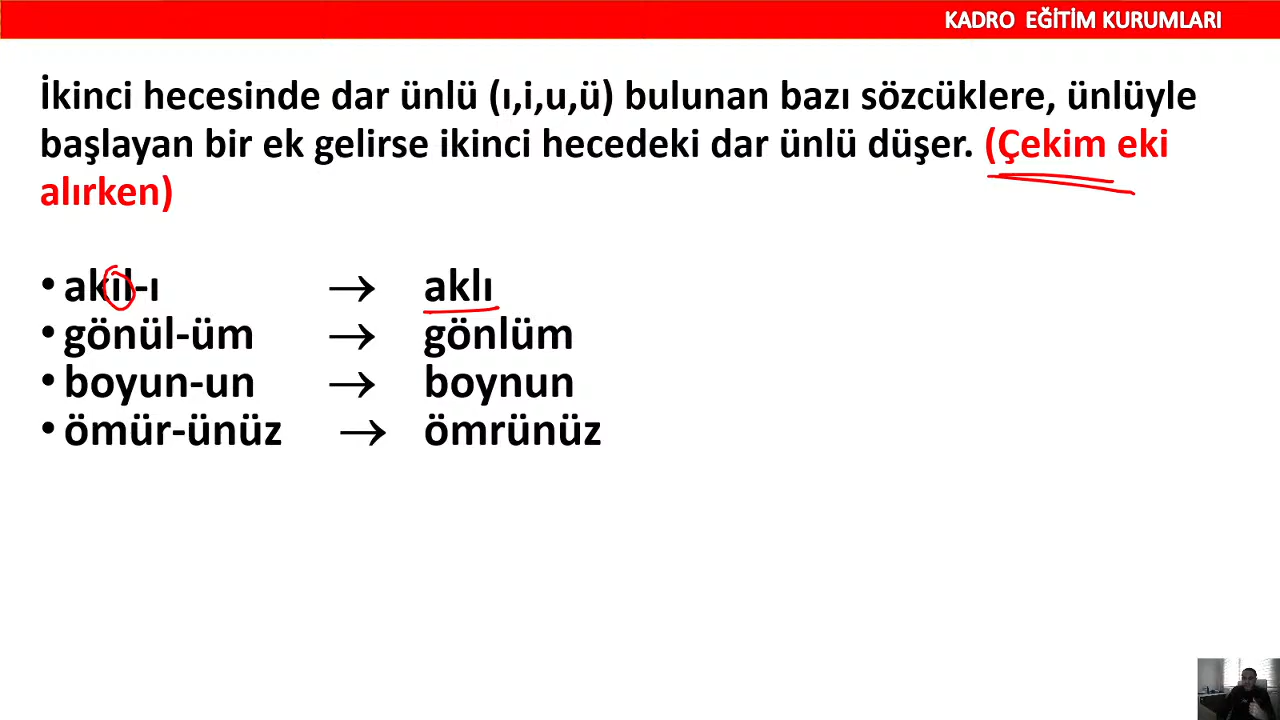 KADRO EĞİTİM KURUMLARI
İkinci hecesinde dar ünlü (ı,i,u,ü) bulunan bazı sözcüklere, ünlüyle
başlayan bir ek gelirse ikinci hecedeki dar ünlü düşer. (Çekim eki
alırken)
• akıl-ı → aklı
• gönül-üm → gönlüm
• boyun-un → boynun
• ömür-ünüz → ömrünüz